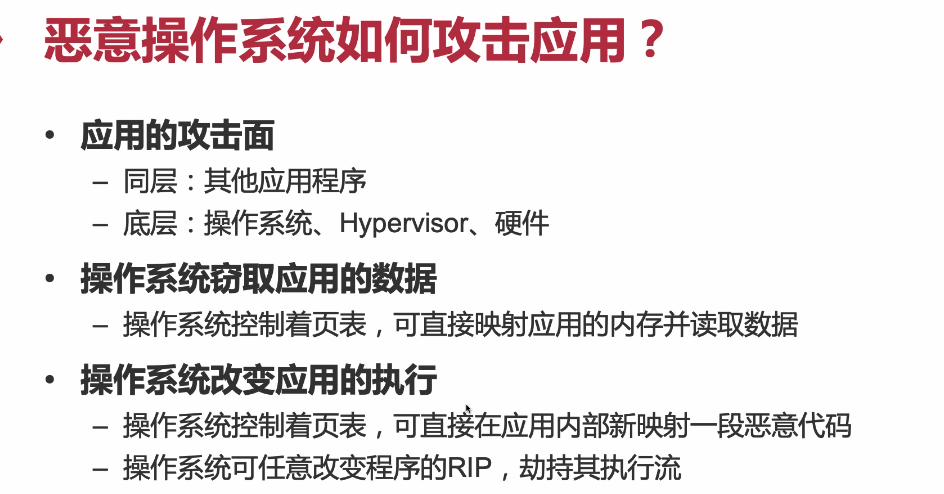 恶意操作系统如何攻击应用？
• 应用的攻击面
– 同层：其他应用程序
– 底层：操作系统、Hypervisor、硬件
• 操作系统窃取应用的数据
– 操作系统控制着页表，可直接映射应用的内存并读取数据
• 操作系统改变应用的执行
– 操作系统控制着页表，可直接在应用内部新映射一段恶意代码
– 操作系统可任意改变程序的RIP，劫持其执行流